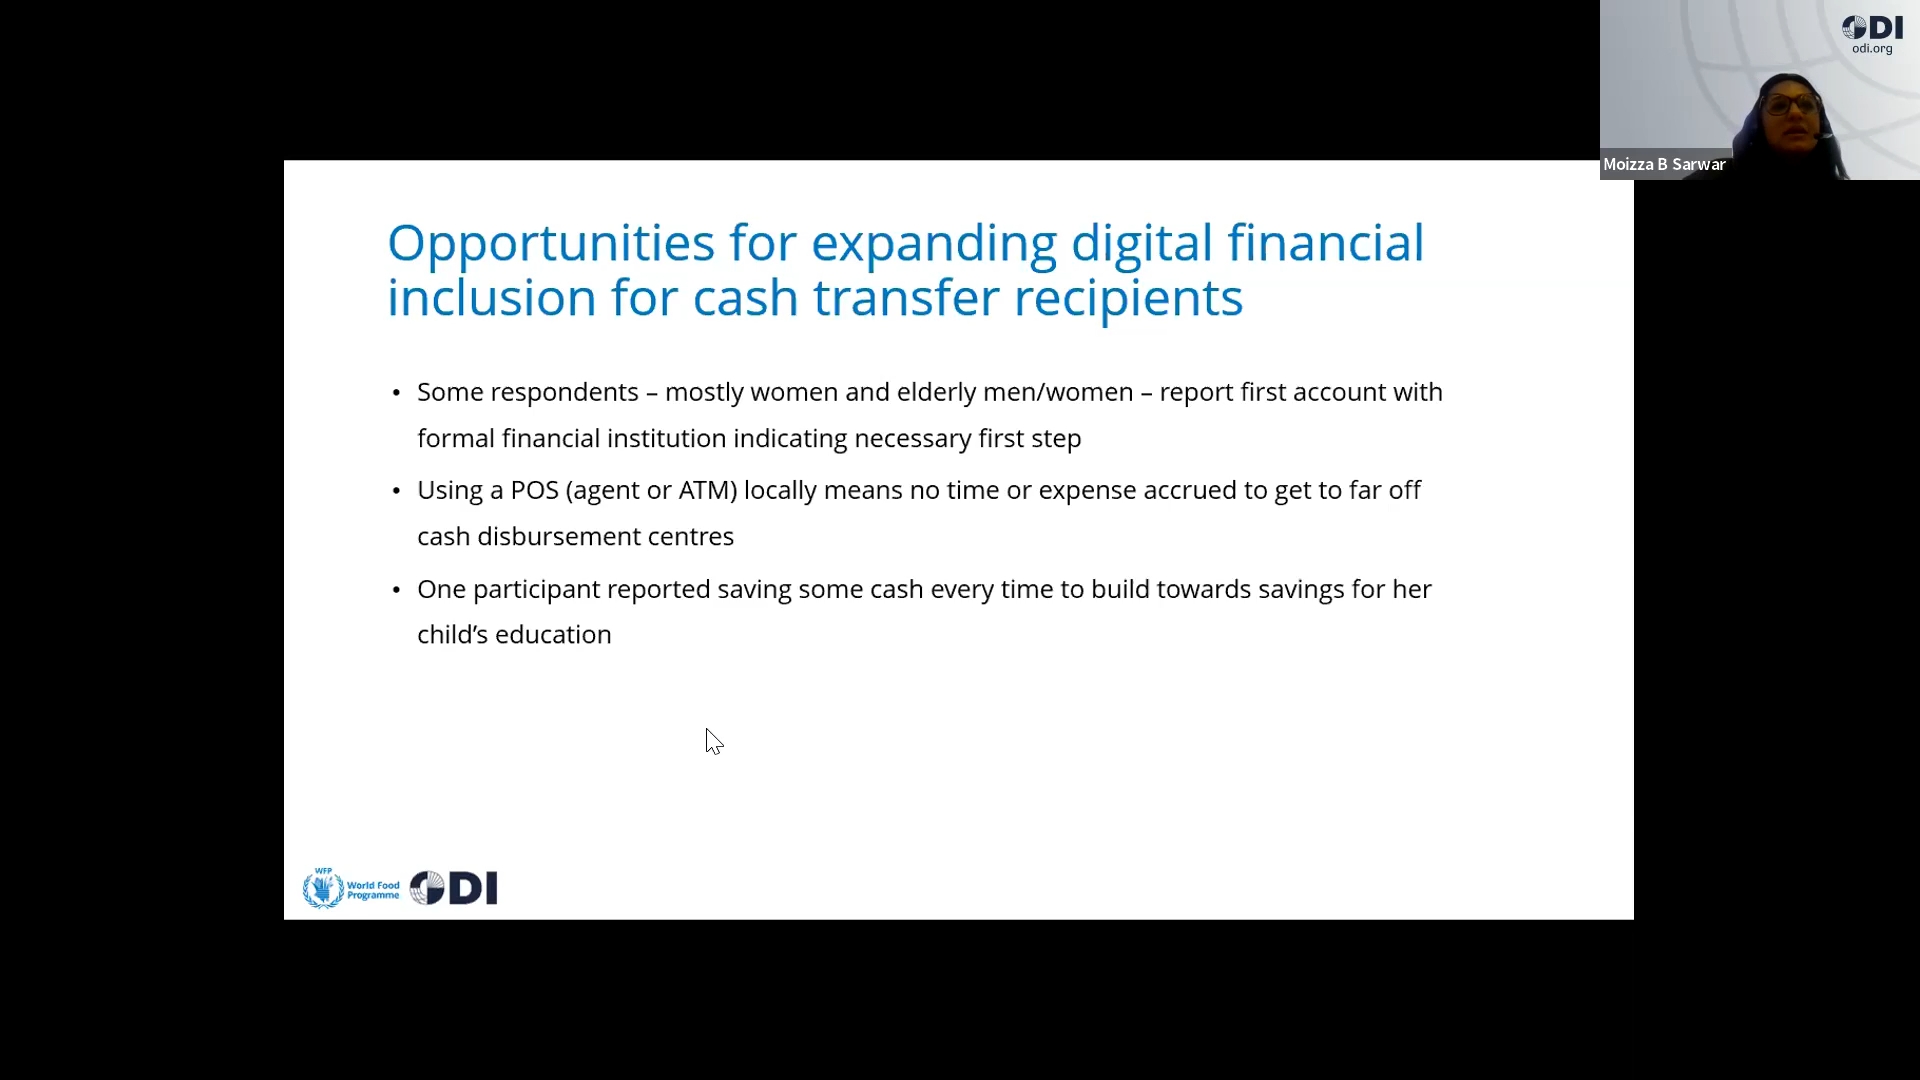 ODI
odi.org
Moizza B Sarwar
Opportunities for expanding digital financial
inclusion for cash transfer recipients
• Some respondents – mostly women and elderly men/women – report first account with
formal financial institution indicating necessary first step
• Using a POS (agent or ATM) locally means no time or expense accrued to get to far off
cash disbursement centres
• One participant reported saving some cash every time to build towards savings for her
child’s education
WFP
World Food
Programme
ODI